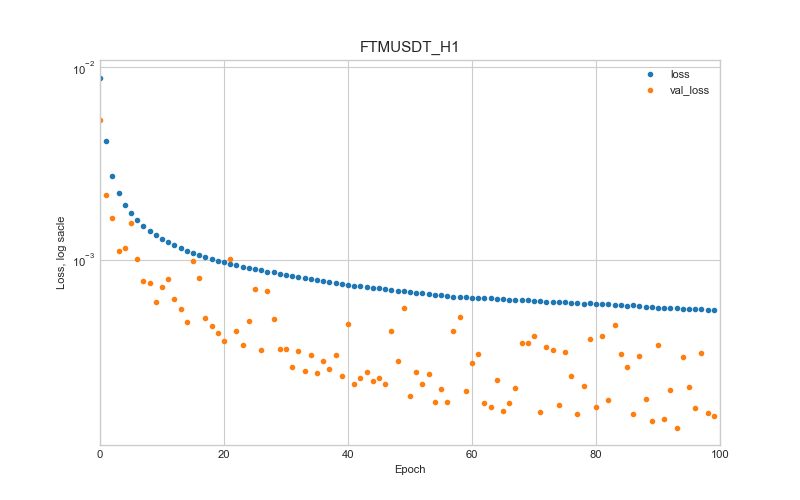 FTMUSDT_H1
loss
val_loss
10⁻²
10⁻³
Loss, log sacle
0 20 40 60 80 100
Epoch